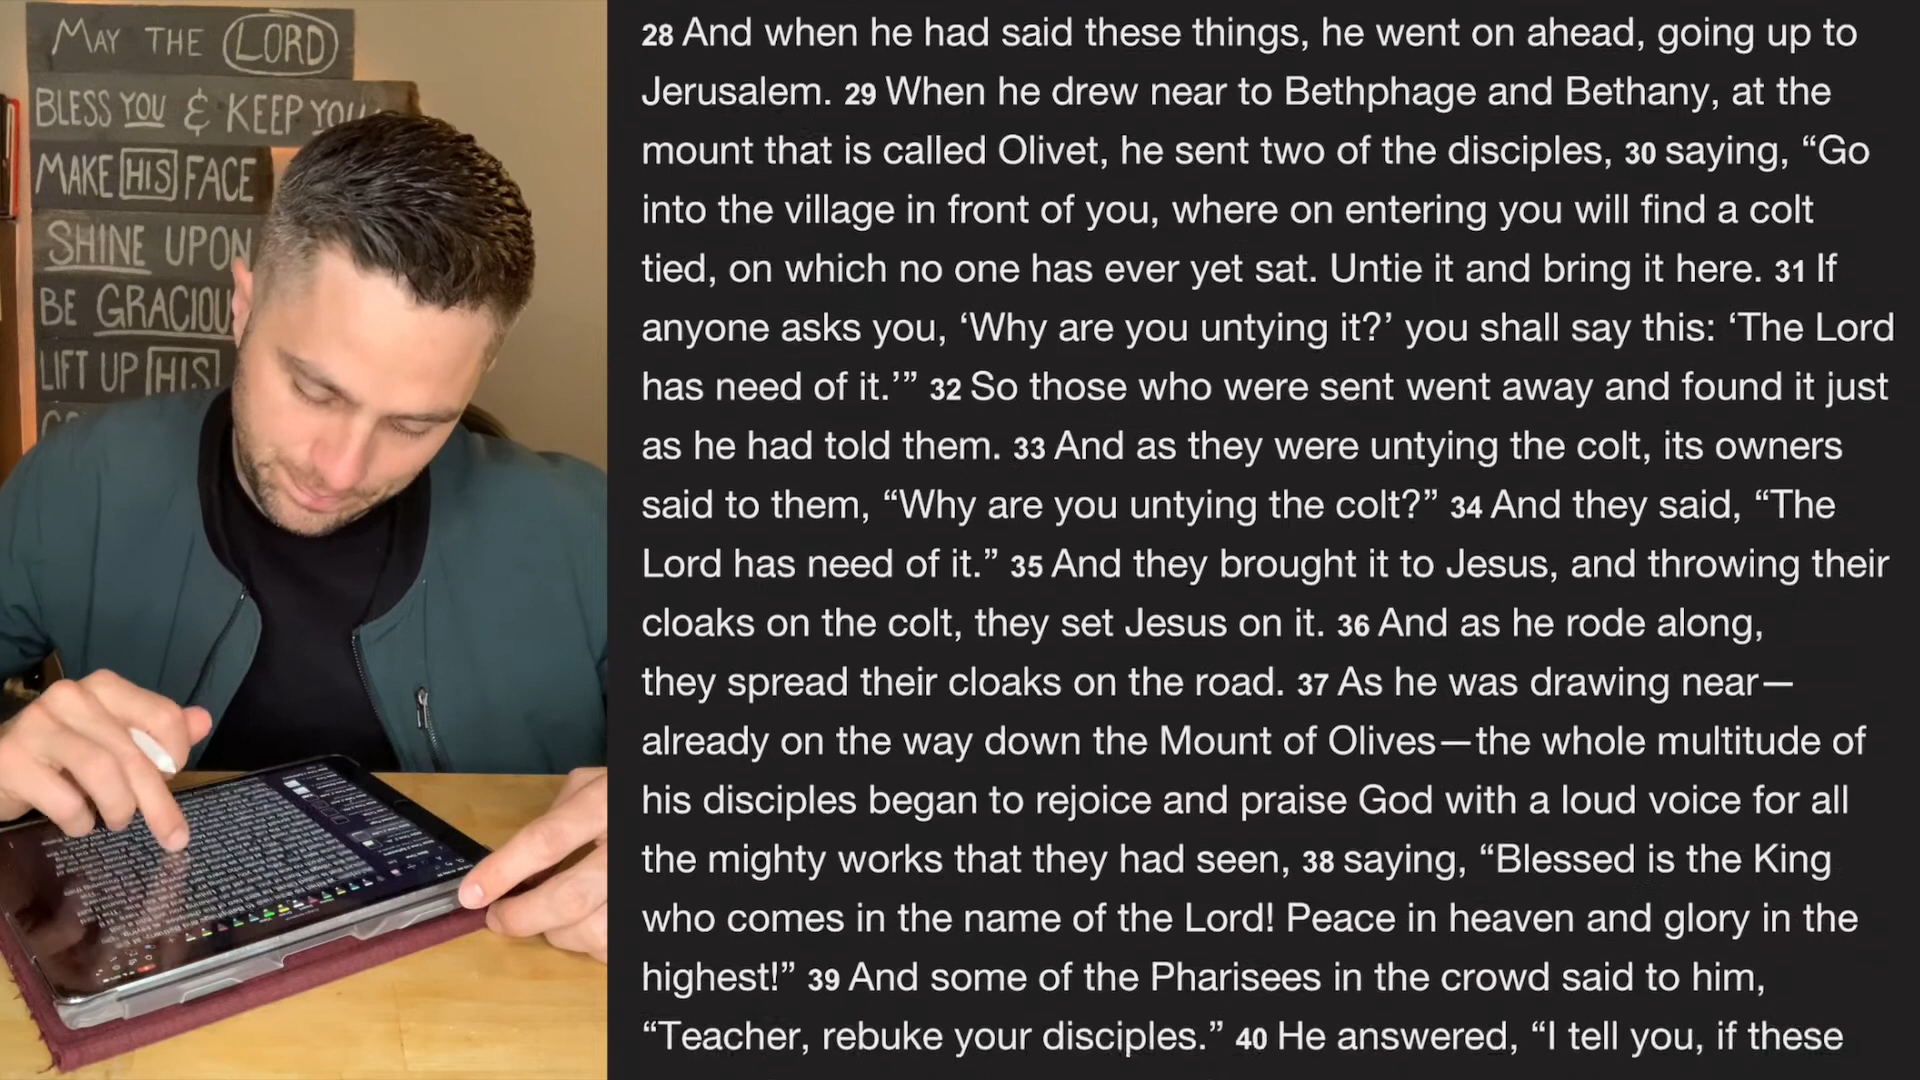 MAY THE LORD
BLESS YOU & KEEP YOU
MAKE HIS FACE
SHINE UPON
BE GRACIOU
LIFT UP HIS
28 And when he had said these things, he went on ahead, going up to
Jerusalem. 29 When he drew near to Bethphage and Bethany, at the
mount that is called Olivet, he sent two of the disciples, 30 saying, “Go
into the village in front of you, where on entering you will find a colt
tied, on which no one has ever yet sat. Untie it and bring it here. 31 If
anyone asks you, ‘Why are you untying it?’ you shall say this: ‘The Lord
has need of it.’” 32 So those who were sent went away and found it just
as he had told them. 33 And as they were untying the colt, its owners
said to them, “Why are you untying the colt?” 34 And they said, “The
Lord has need of it.” 35 And they brought it to Jesus, and throwing their
cloaks on the colt, they set Jesus on it. 36 And as he rode along,
they spread their cloaks on the road. 37 As he was drawing near—
already on the way down the Mount of Olives—the whole multitude of
his disciples began to rejoice and praise God with a loud voice for all
the mighty works that they had seen, 38 saying, “Blessed is the King
who comes in the name of the Lord! Peace in heaven and glory in the
highest!” 39 And some of the Pharisees in the crowd said to him,
“Teacher, rebuke your disciples.” 40 He answered, “I tell you, if these